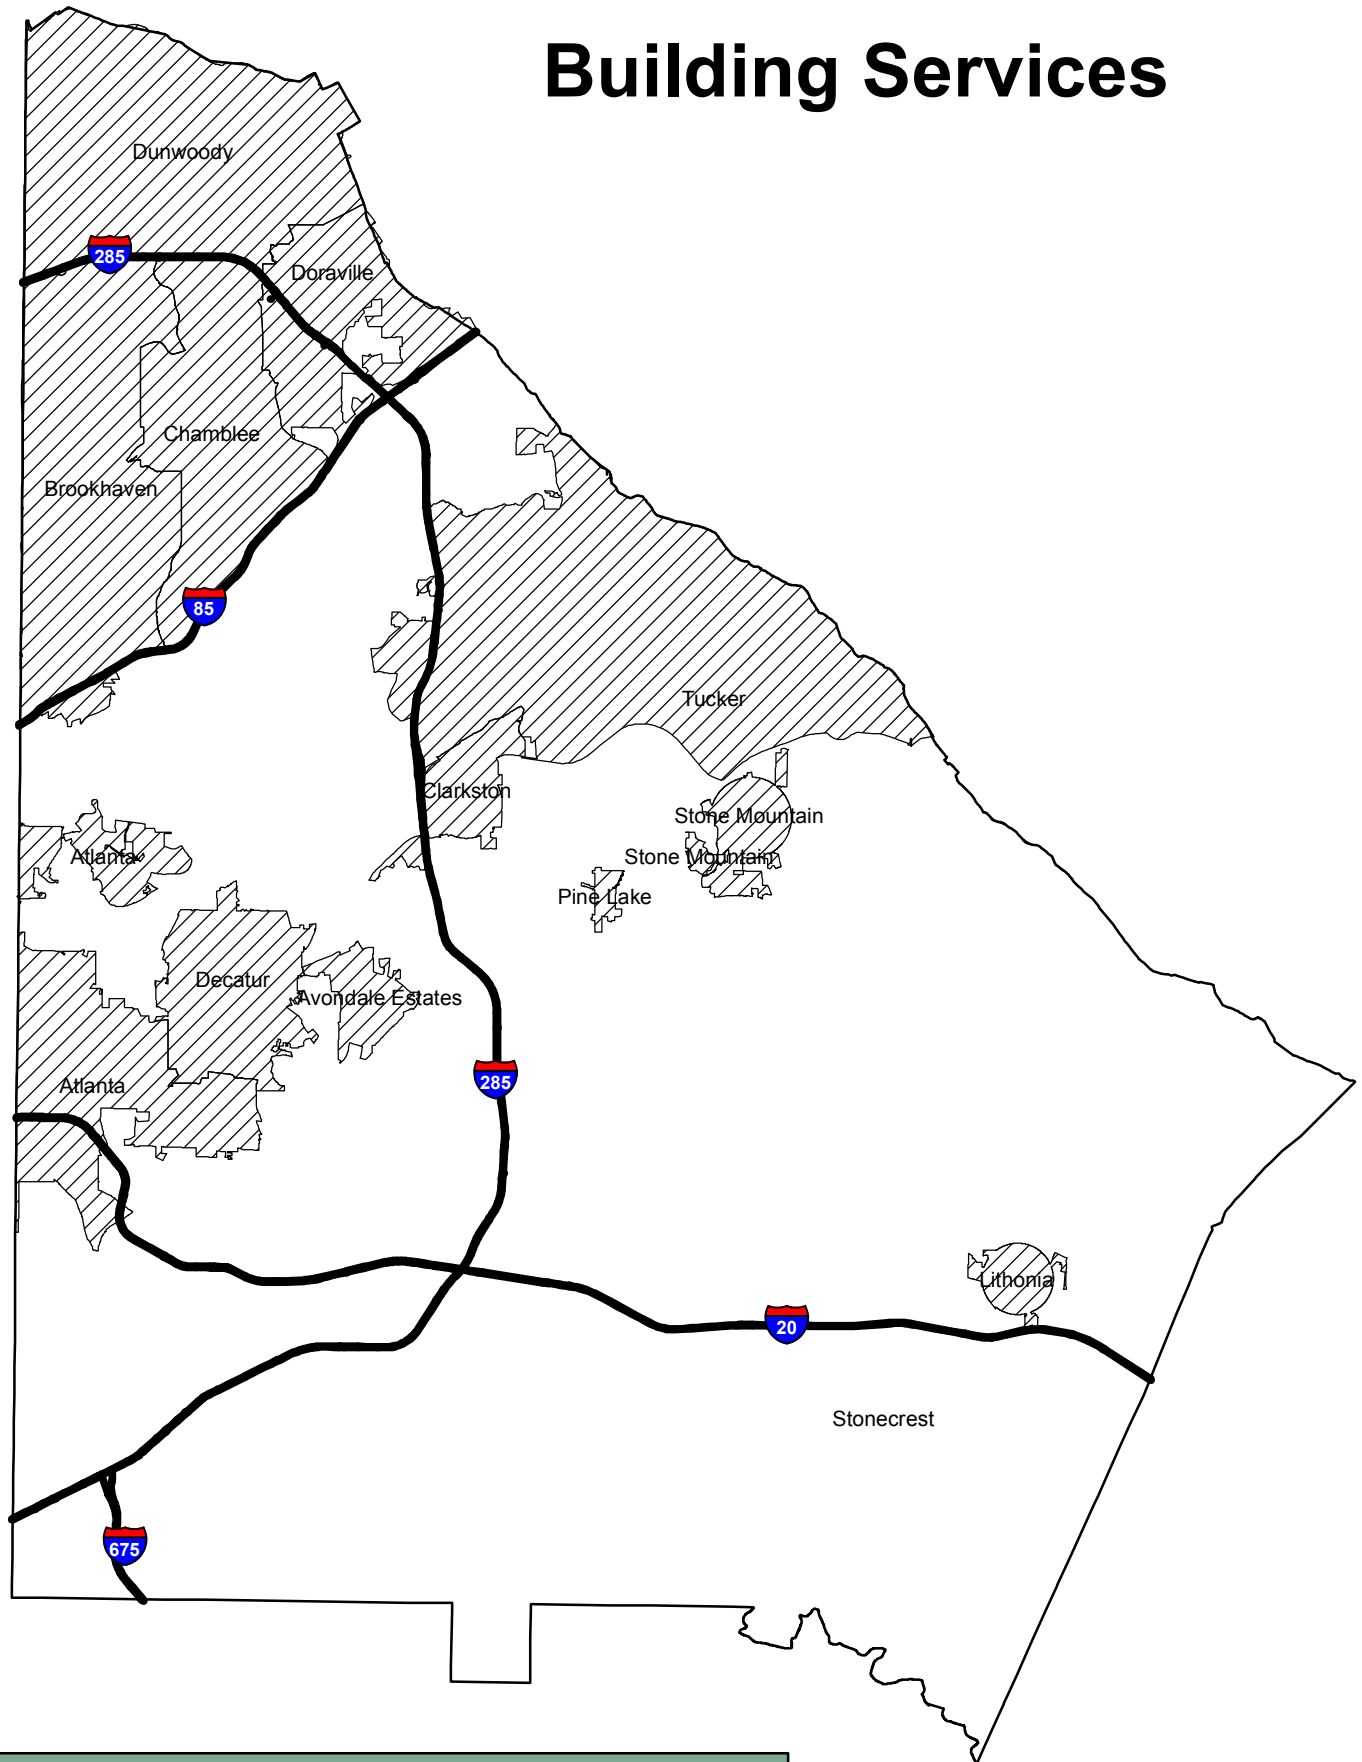 Building Services
Dunwoody
285
Doraville
Chamblee
Brookhaven
85
Tucker
Clarkston
Stone Mountain
Atlanta
Stone Mountain
Pine Lake
Decatur
Avondale Estates
285
Atlanta
Lithonia
20
Stonecrest
675